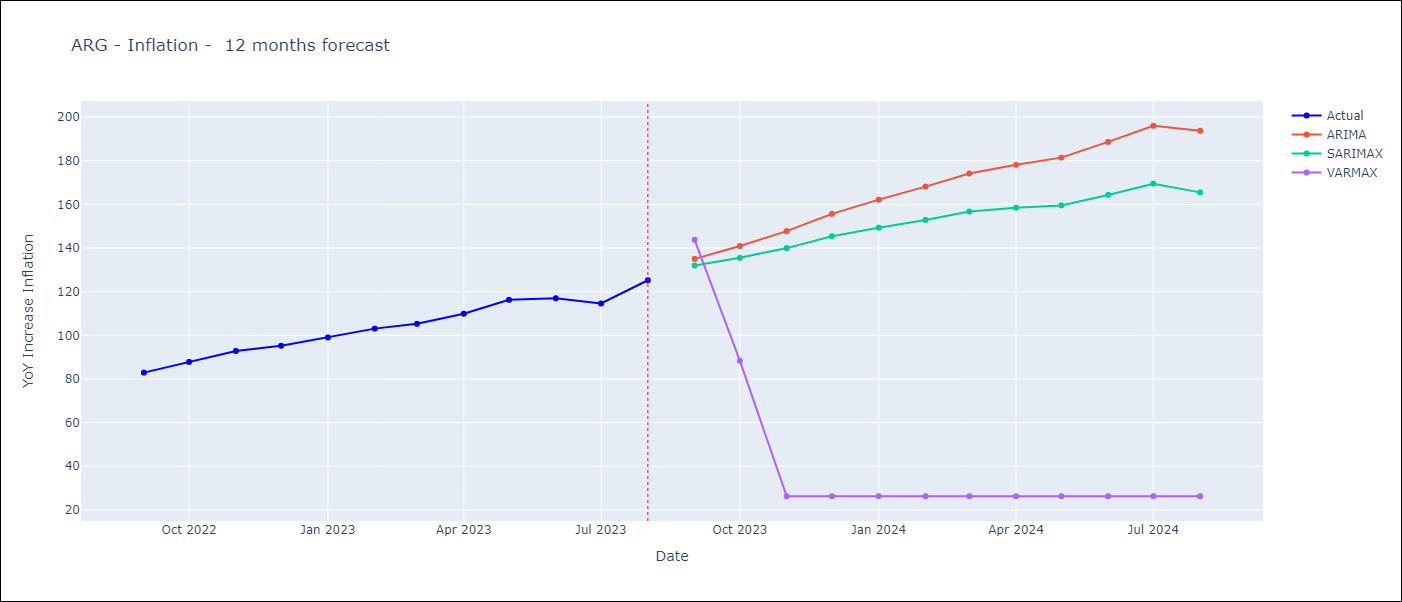 ARG - Inflation -  12 months forecast
200
180
160
140
120
100
80
60
40
20
YoY Increase Inflation
Oct 2022
Jan 2023
Apr 2023
Jul 2023
Oct 2023
Jan 2024
Apr 2024
Jul 2024
Date
Actual
ARIMA
SARIMAX
VARMAX